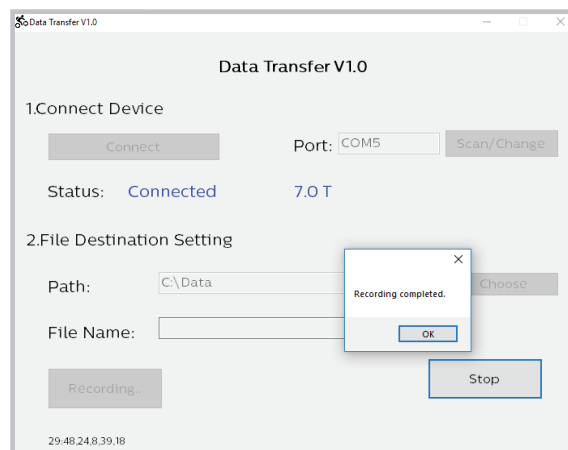 Data Transfer V1.0
Data Transfer V1.0
1.Connect Device
Connect
Port: COM5 Scan/Change
Status: Connected 7.0 T
2.File Destination Setting
Path: C:\Data Choose
Recording completed.
File Name:
OK
Recording..
Stop
29:48,24,8,39,18